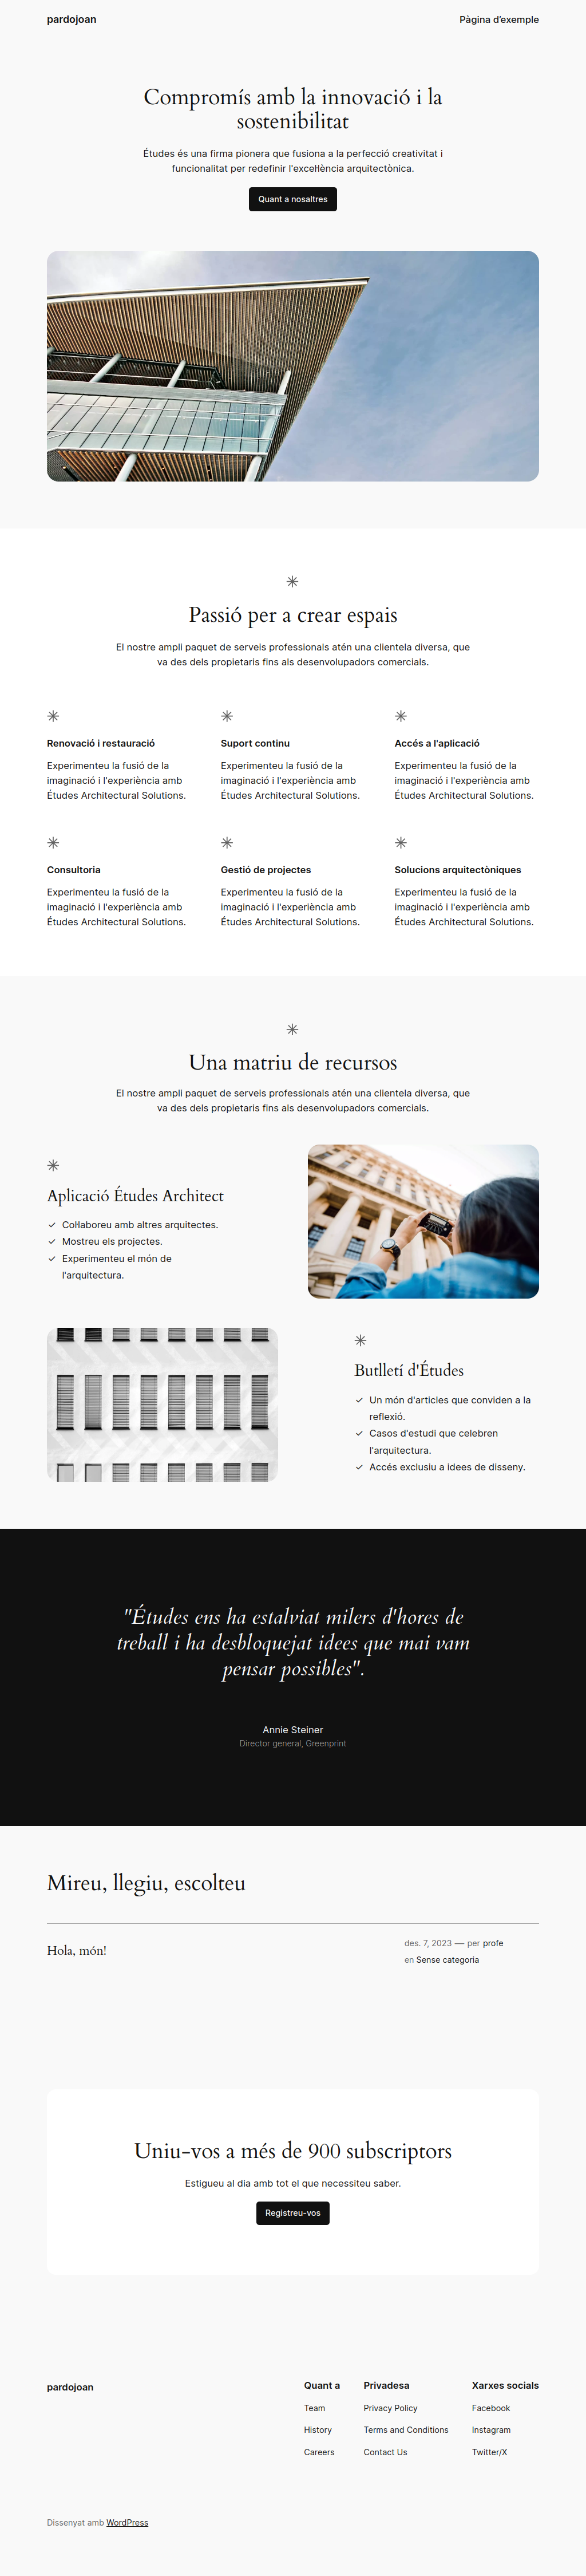 pardojoan
Pàgina d'exemple
Compromís amb la innovació i la
sostenibilitat
Études és una firma pionera que fusiona a la perfecció creativitat i
funcionalitat per redefinir l'excel·lència arquitectònica.
Quant a nosaltres
Passió per a crear espais
El nostre ampli paquet de serveis professionals atén una clientela diversa, que
va des dels propietaris fins als desenvolupadors comercials.
Renovació i restauració
Experimenteu la fusió de la
imaginació i l'experiència amb
Études Architectural Solutions.
Suport continu
Experimenteu la fusió de la
imaginació i l'experiència amb
Études Architectural Solutions.
Accés a l'aplicació
Experimenteu la fusió de la
imaginació i l'experiència amb
Études Architectural Solutions.
Consultoria
Experimenteu la fusió de la
imaginació i l'experiència amb
Études Architectural Solutions.
Gestió de projectes
Experimenteu la fusió de la
imaginació i l'experiència amb
Études Architectural Solutions.
Solucions arquitectòniques
Experimenteu la fusió de la
imaginació i l'experiència amb
Études Architectural Solutions.
Una matriu de recursos
El nostre ampli paquet de serveis professionals atén una clientela diversa, que
va des dels propietaris fins als desenvolupadors comercials.
Aplicació Études Architect
Col·laboreu amb altres arquitectes.
Mostreu els projectes.
Experimenteu el món de
l'arquitectura.
Butlletí d'Études
Un món d'articles que conviden a la
reflexió.
Casos d'estudi que celebren
l'arquitectura.
Accés exclusiu a idees de disseny.
"Études ens ha estalviat milers d'hores de
treball i ha desbloquejat idees que mai vam
pensar possibles".
Annie Steiner
Director general, Greenprint
Mireu, llegiu, escolteu
Hola, món!
des. 7, 2023 — per profe
en Sense categoria
Uniu-vos a més de 900 subscriptors
Estigueu al dia amb tot el que necessiteu saber.
Registreu-vos
pardojoan
Quant a
Team
History
Careers
Privadesa
Privacy Policy
Terms and Conditions
Contact Us
Xarxes socials
Facebook
Instagram
Twitter/X
Dissenyat amb WordPress